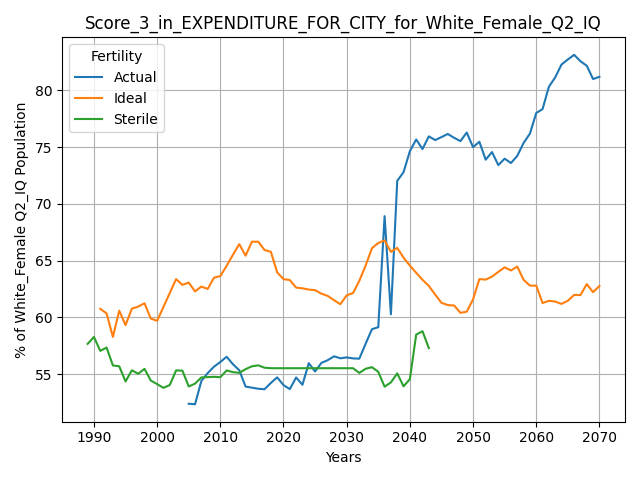 Score_3_in_EXPENDITURE_FOR_CITY_for_White_Female_Q2_IQ
Fertility
Actual
Ideal
Sterile
% of White_Female Q2_IQ Population
80
75
70
65
60
55
1990 2000 2010 2020 2030 2040 2050 2060 2070
Years